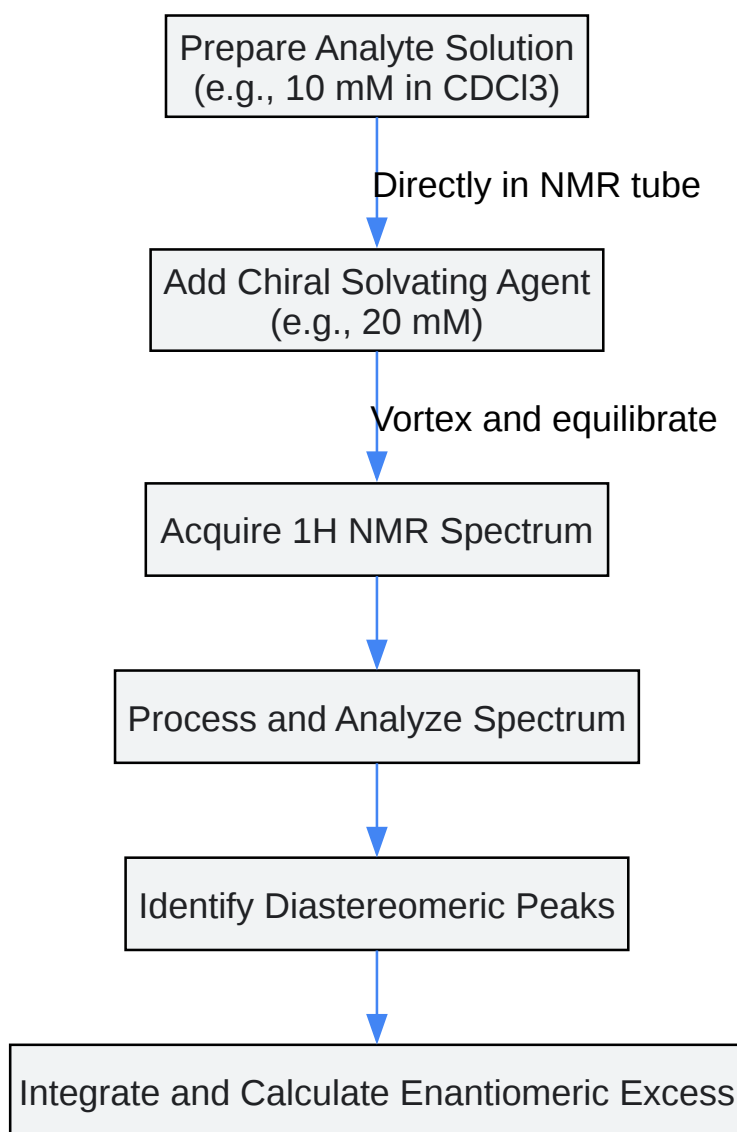 Prepare Analyte Solution
(e.g., 10 mM in CDCl3)
Directly in NMR tube
Add Chiral Solvating Agent
(e.g., 20 mM)
Vortex and equilibrate
Acquire 1H NMR Spectrum
Process and Analyze Spectrum
Identify Diastereomeric Peaks
Integrate and Calculate Enantiomeric Excess